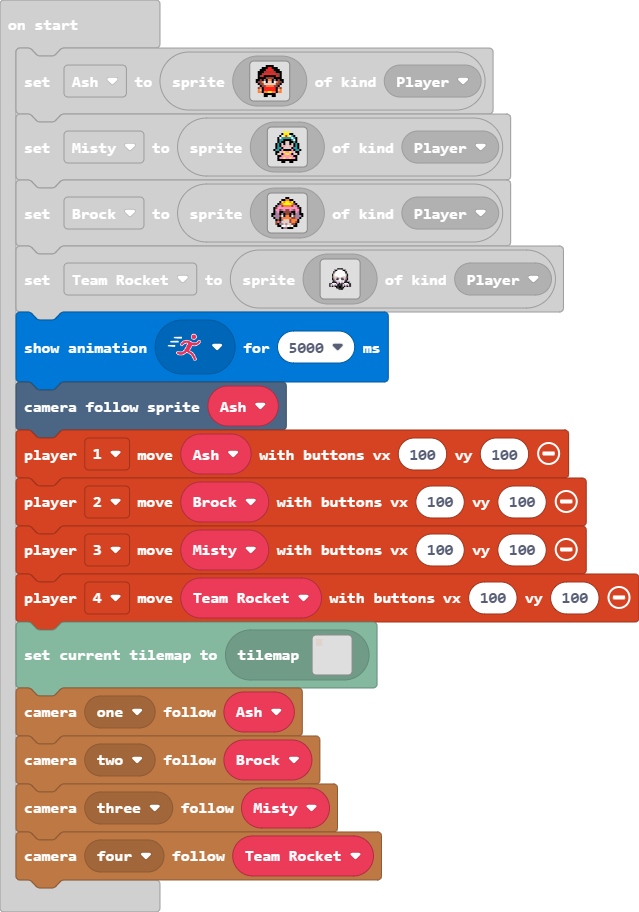 on start
set Ash to sprite of kind Player
set Misty to sprite of kind Player
set Brock to sprite of kind Player
set Team Rocket to sprite of kind Player
show animation for 5000 ms
camera follow sprite Ash
player 1 move Ash with buttons vx 100 vy 100
player 2 move Brock with buttons vx 100 vy 100
player 3 move Misty with buttons vx 100 vy 100
player 4 move Team Rocket with buttons vx 100 vy 100
set current tilemap to tilemap
camera one follow Ash
camera two follow Brock
camera three follow Misty
camera four follow Team Rocket